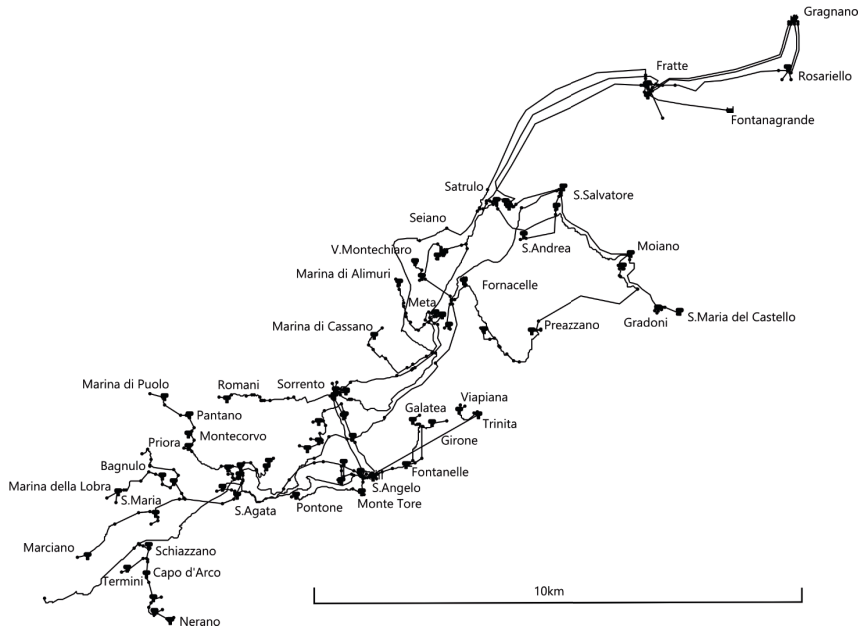 Gragnano
Fratte
Rosariello
Fontanagrande
Satrulo
S.Salvatore
Seiano
V.Montechiaro
S.Andrea
Moiano
Marina di Alimuri
Fornacelle
Meta
Marina di Cassano
Preazzano
Gradoni
S.Maria del Castello
Marina di Puolo
Romani
Sorrento
Viapiana
Galatea
Pantano
Trinita
Montecorvo
Girone
Priora
Bagnulo
Fontanelle
Marina della Lobra
S.Angelo
S.Maria
S.Agata
Pontone
Monte Tore
Marciano
Schiazzano
Termini
Capo d'Arco
10km
Nerano